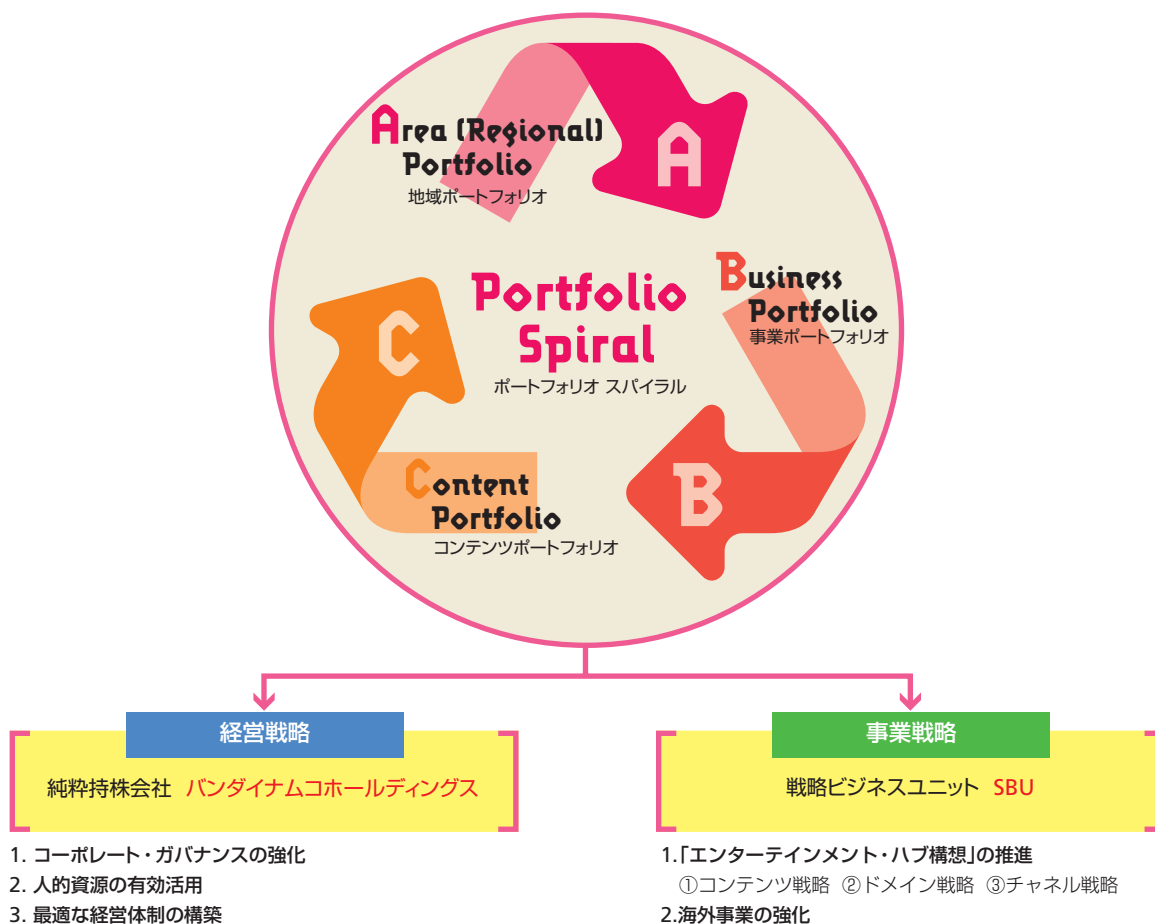 Area (Regional)
Portfolio
地域ポートフォリオ
A
Business
Portfolio
事業ポートフォリオ
Portfolio
Spiral
ポートフォリオ スパイラル
C
B
Content
Portfolio
コンテンツポートフォリオ
経営戦略
純粋持株会社 バンダイナムコホールディングス
1. コーポレート・ガバナンスの強化
2. 人的資源の有効活用
3. 最適な経営体制の構築
事業戦略
戦略ビジネスユニット SBU
1.「エンターテインメント・ハブ構想」の推進
①コンテンツ戦略 ②ドメイン戦略 ③チャネル戦略
2.海外事業の強化